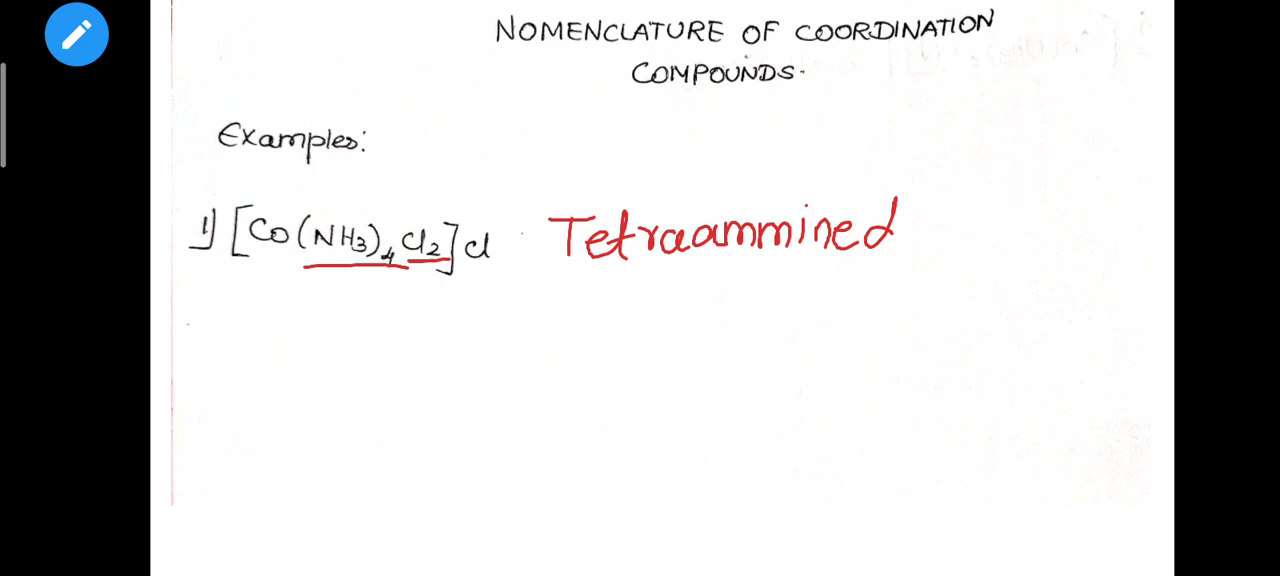 NOMENCLATURE OF COORDINATION
COMPOUNDS.
Examples:
1) [Co(NH3)4Cl2]Cl Tetraammined